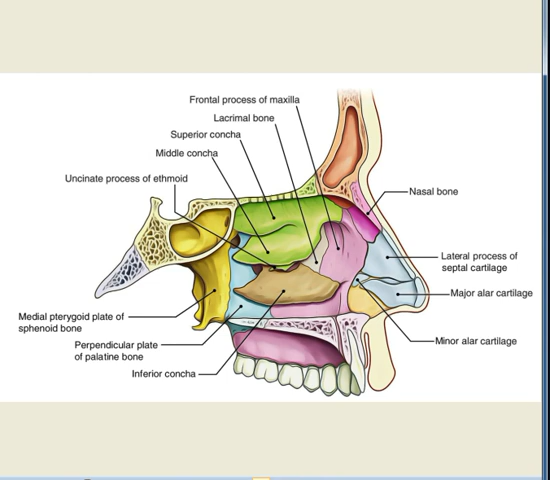 Frontal process of maxilla
Lacrimal bone
Superior concha
Middle concha
Uncinate process of ethmoid
Nasal bone
Lateral process of
septal cartilage
Major alar cartilage
Medial pterygoid plate of
sphenoid bone
Minor alar cartilage
Perpendicular plate
of palatine bone
Inferior concha